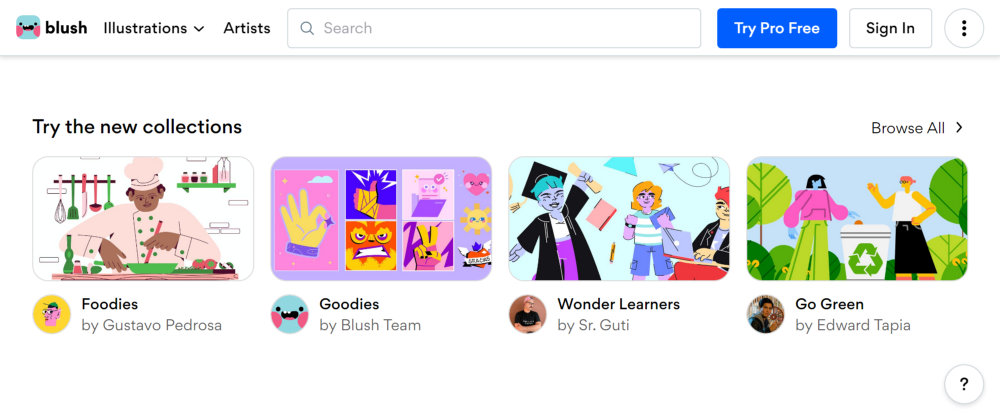 blush Illustrations Artists Search Try Pro Free Sign In
Try the new collections Browse All
GRACIAS
Foodies Goodies Wonder Learners Go Green
by Gustavo Pedrosa by Blush Team by Sr. Guti by Edward Tapia
?